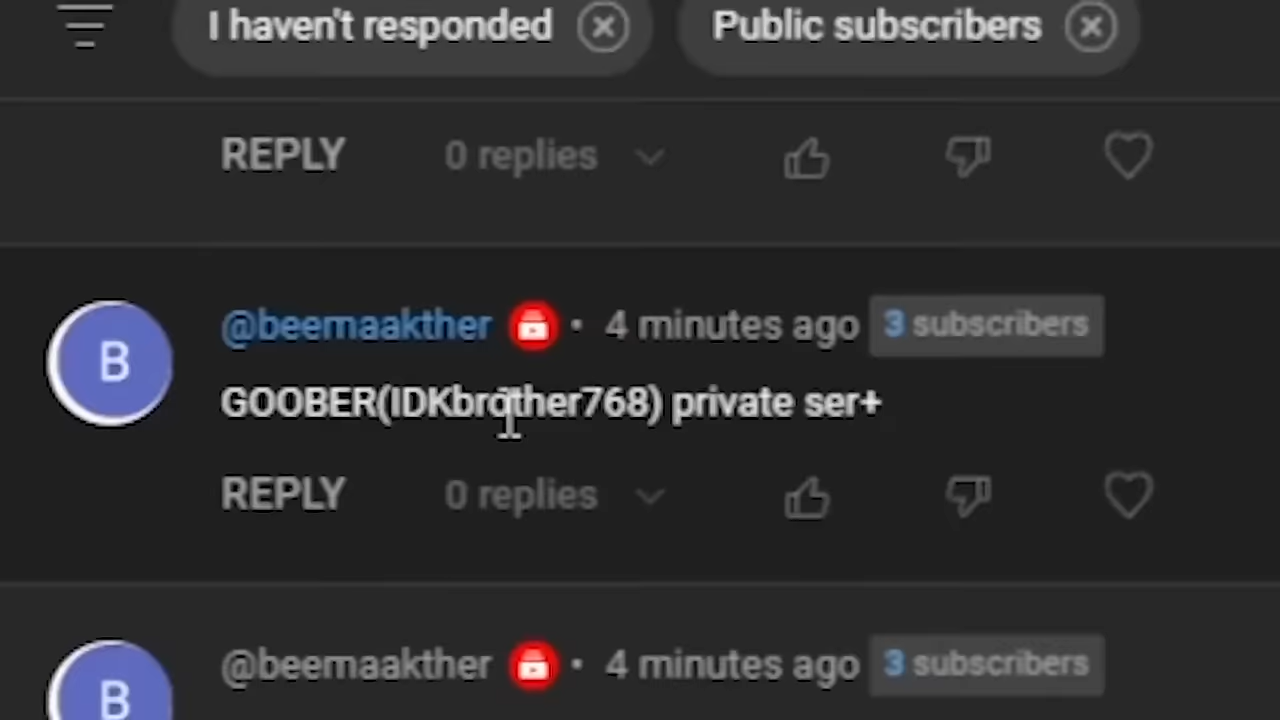 I haven't responded Public subscribers
REPLY 0 replies
B
@beemaakther • 4 minutes ago 3 subscribers
GOOBER(IDKbrother768) private ser+
REPLY 0 replies
B
@beemaakther • 4 minutes ago 3 subscribers